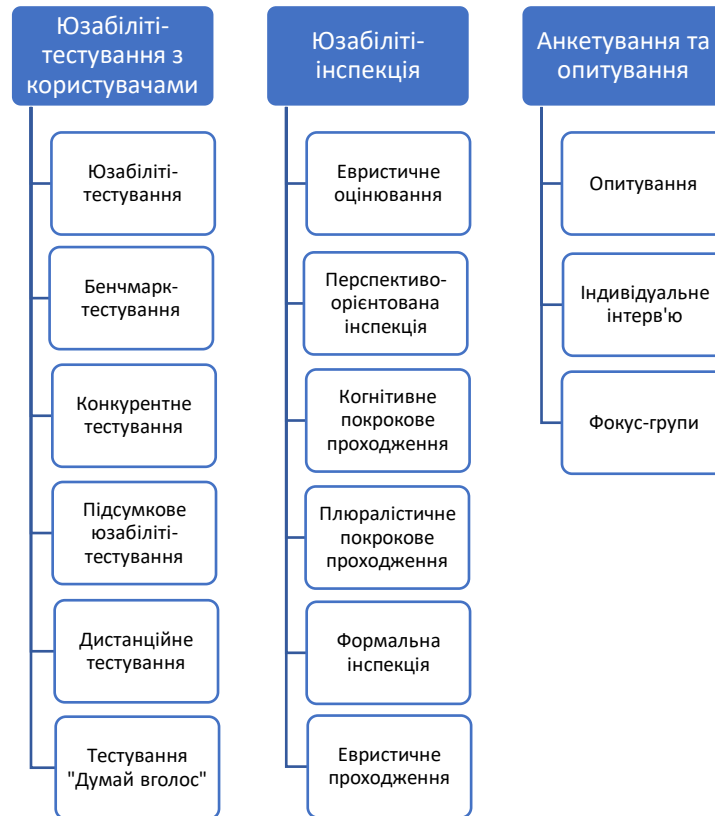 Юзабіліті-
тестування з
користувачами
Юзабіліті-
тестування
Бенчмарк-
тестування
Конкурентне
тестування
Підсумкове
юзабіліті-
тестування
Дистанційне
тестування
Тестування
"Думай вголос"
Юзабіліті-
інспекція
Евристичне
оцінювання
Перспективо-
орієнтована
інспекція
Когнітивне
покрокове
проходження
Плюралістичне
покрокове
проходження
Формальна
інспекція
Евристичне
проходження
Анкетування та
опитування
Опитування
Індивідуальне
інтерв'ю
Фокус-групи